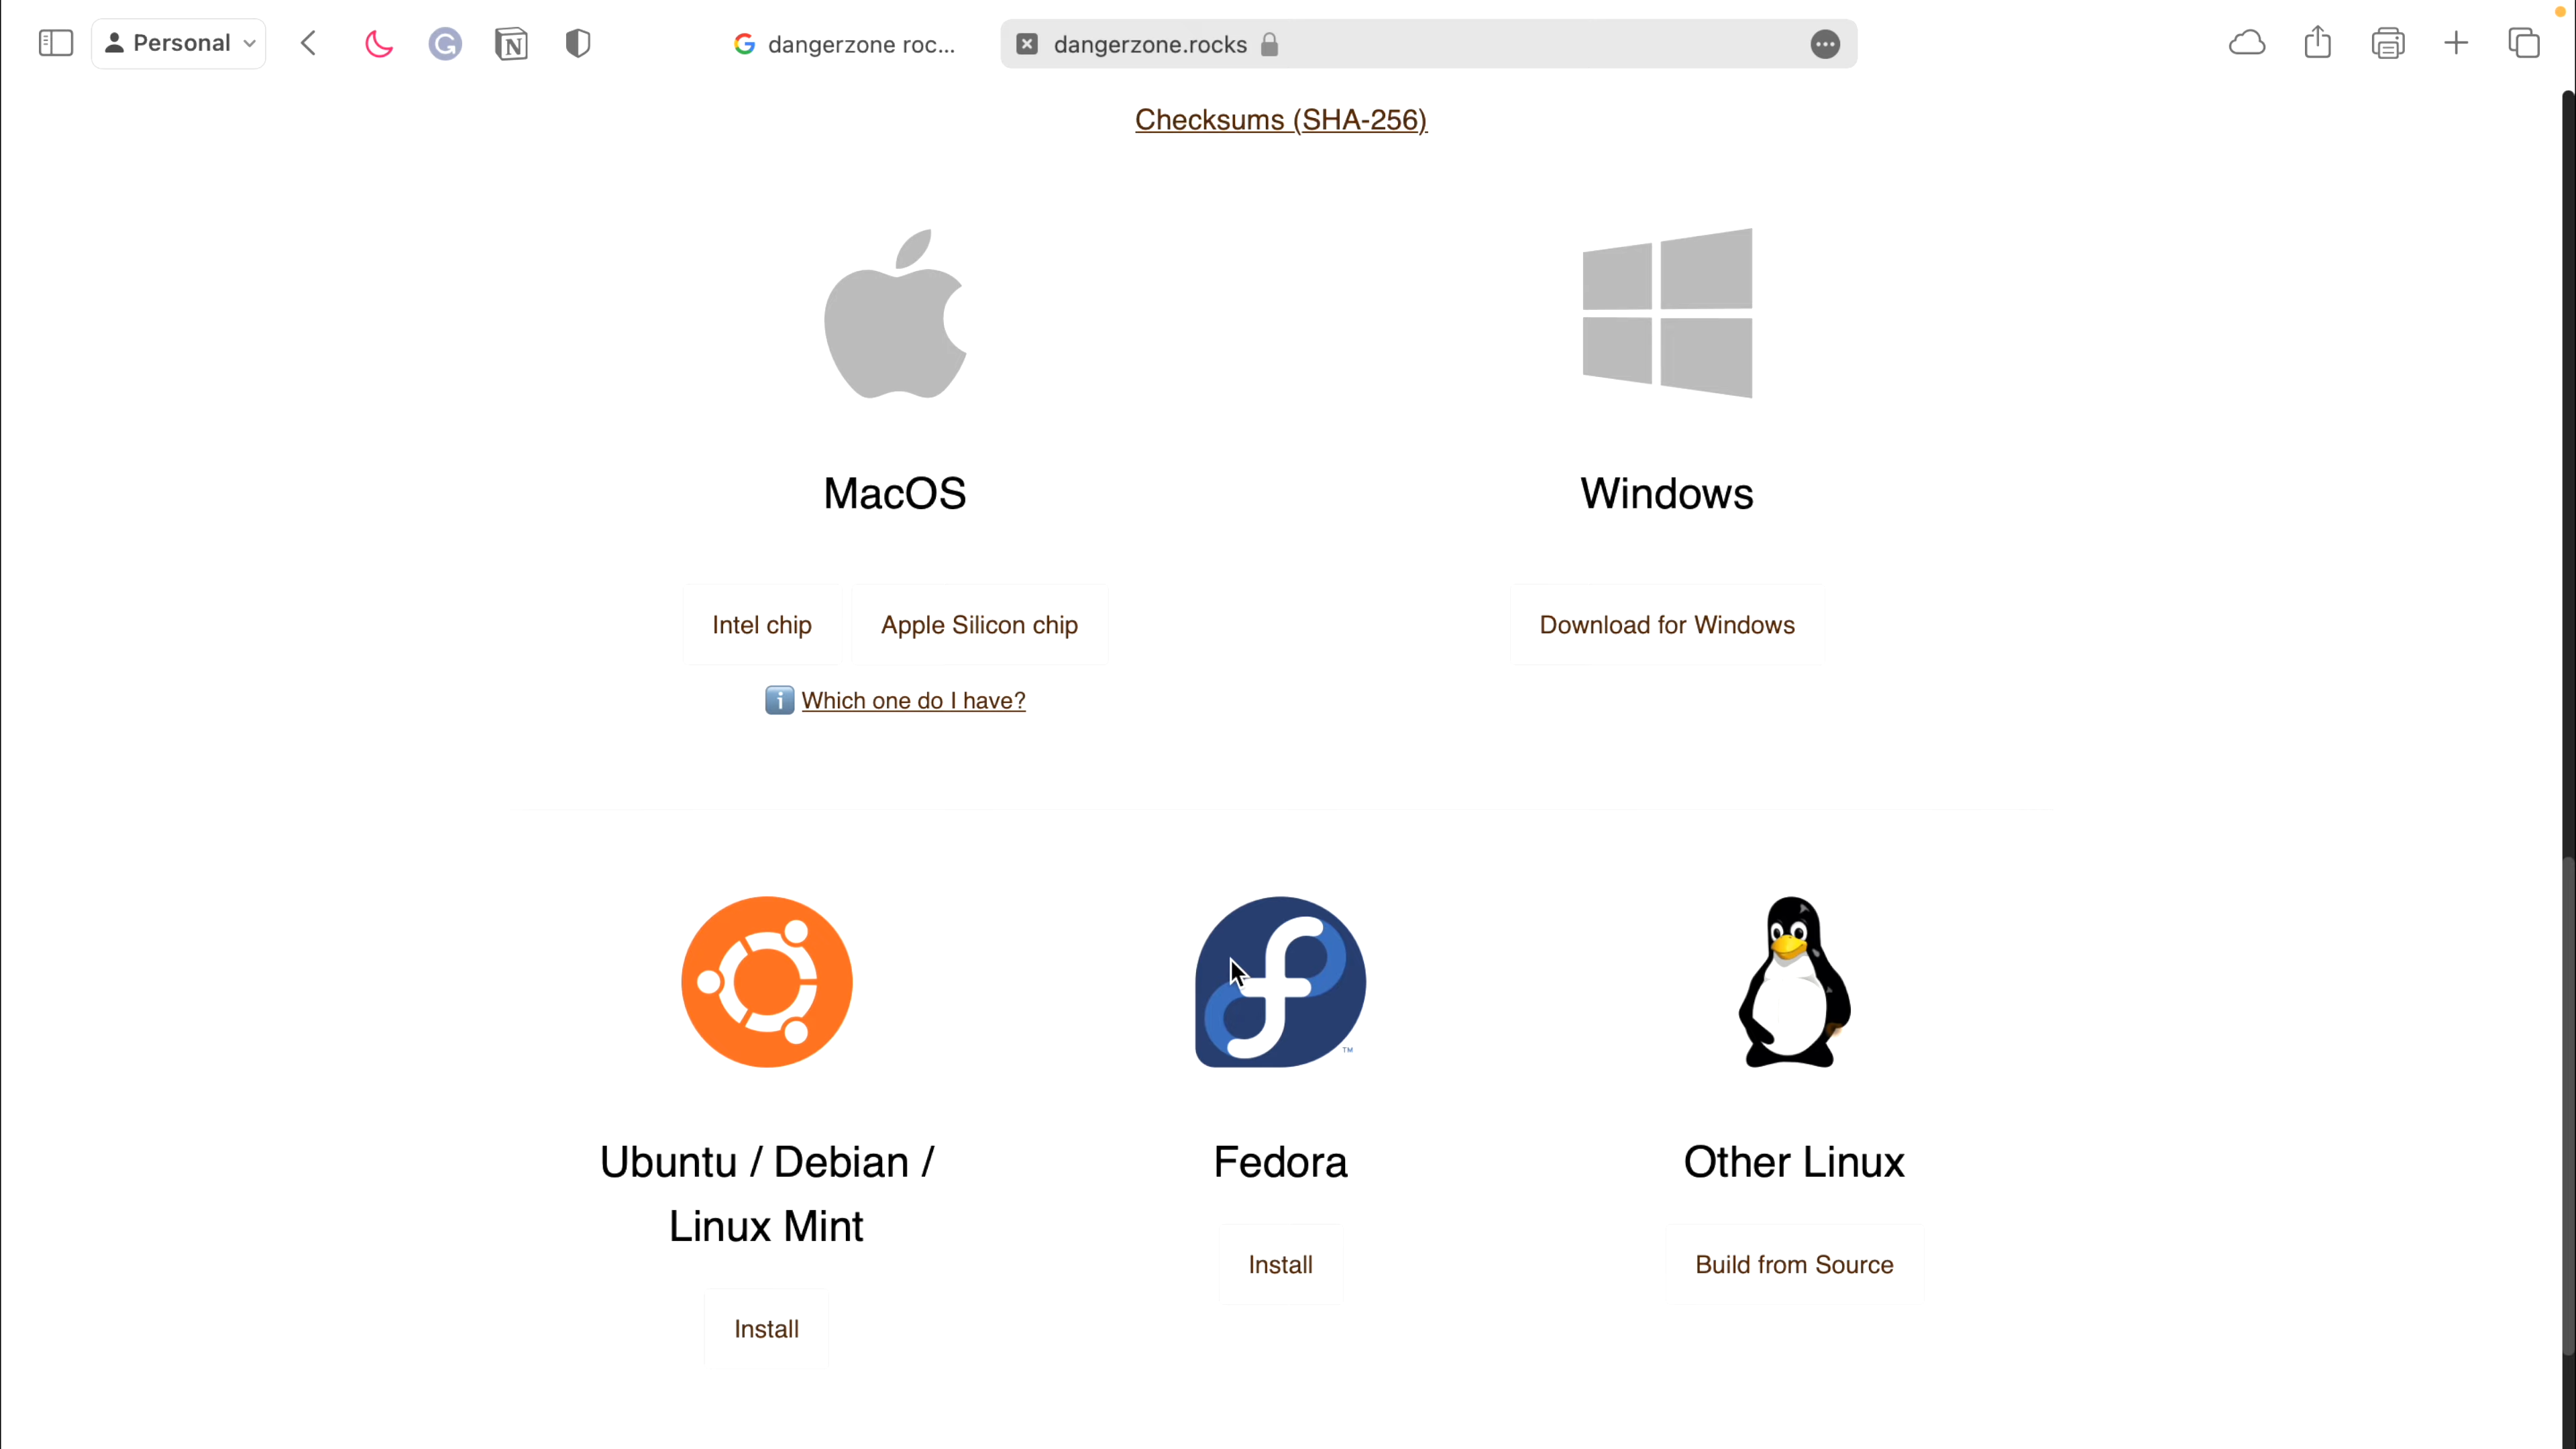 Personal
dangerzone roc...
dangerzone.rocks
Checksums (SHA-256)
MacOS
Windows
Intel chip
Apple Silicon chip
Download for Windows
Which one do I have?
TM
Ubuntu / Debian /
Linux Mint
Fedora
Other Linux
Install
Build from Source
Install